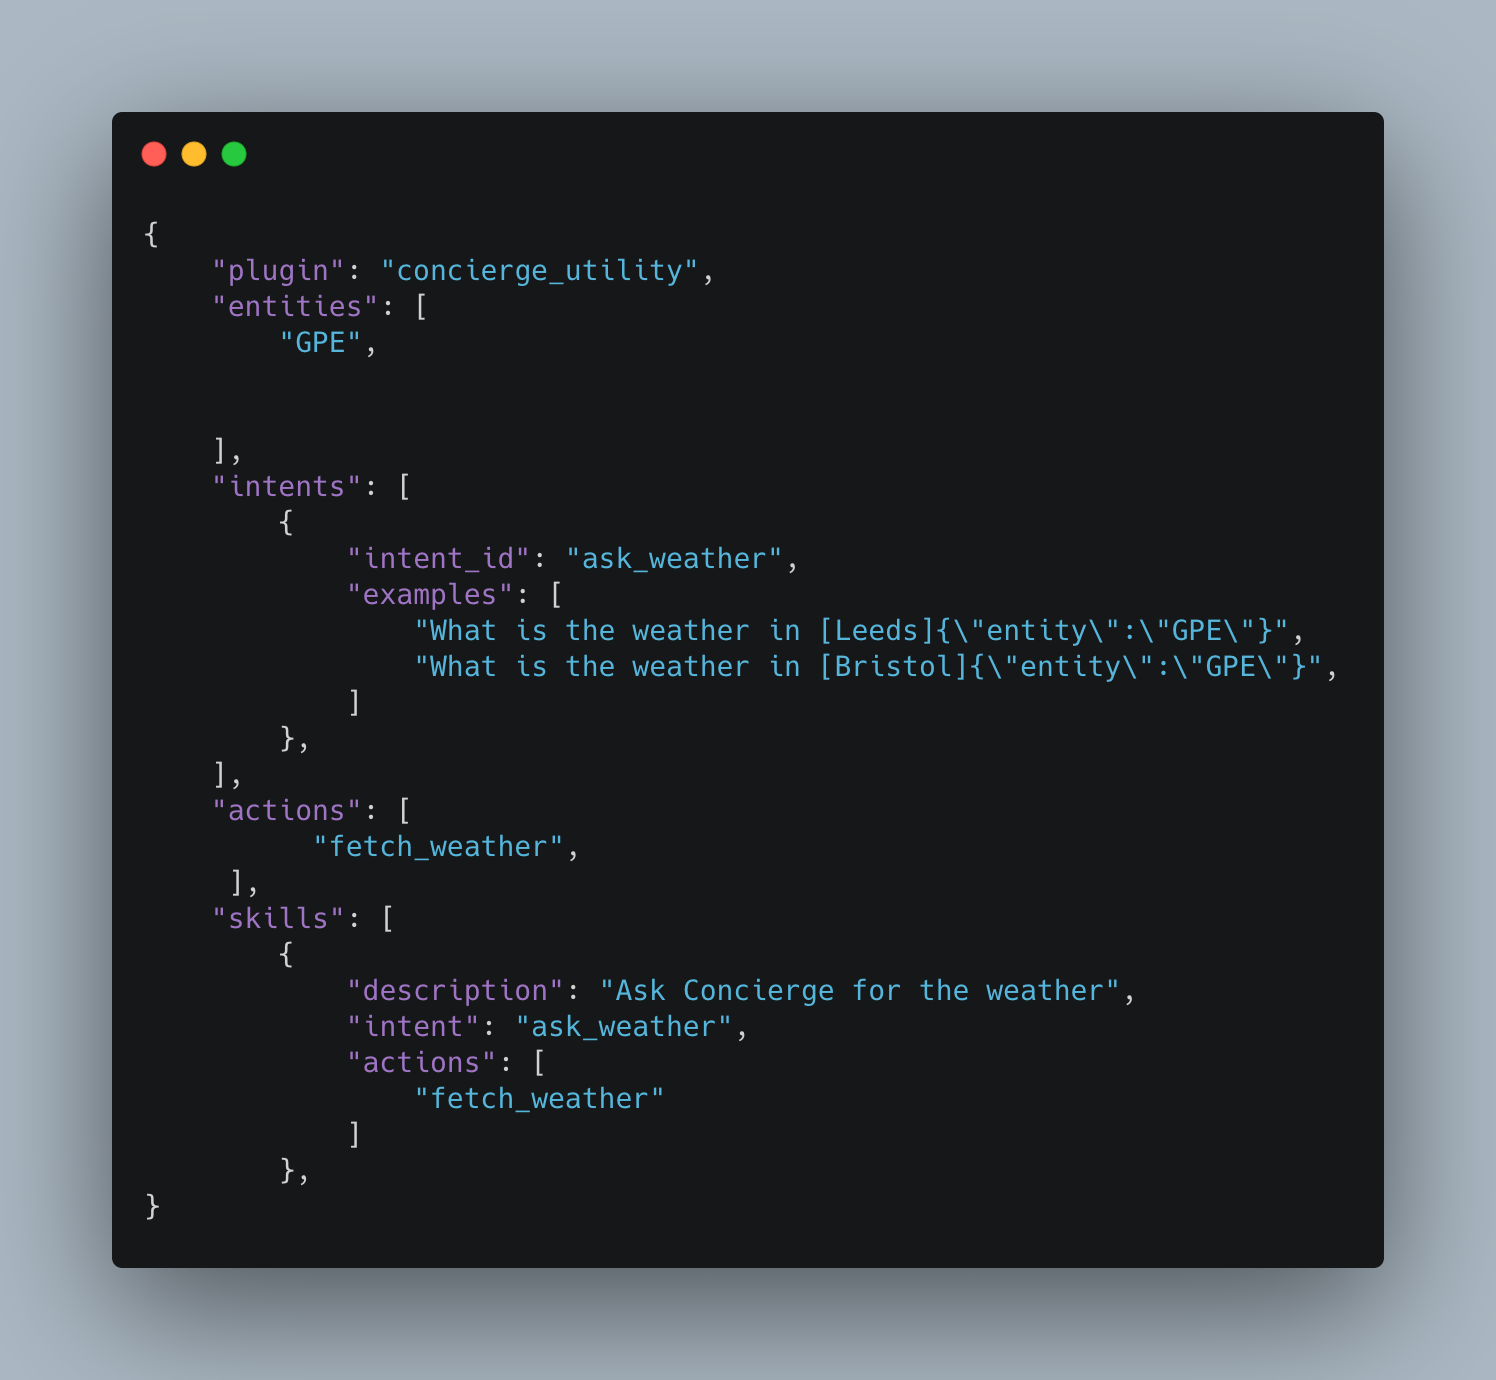 {
    "plugin": "concierge_utility",
    "entities": [
        "GPE",


    ],
    "intents": [
        {
            "intent_id": "ask_weather",
            "examples": [
                "What is the weather in [Leeds]{\"entity\":\"GPE\"}",
                "What is the weather in [Bristol]{\"entity\":\"GPE\"}",
            ]
        },
    ],
    "actions": [
          "fetch_weather",
     ],
    "skills": [
        {
            "description": "Ask Concierge for the weather",
            "intent": "ask_weather",
            "actions": [
                "fetch_weather"
            ]
        },
}